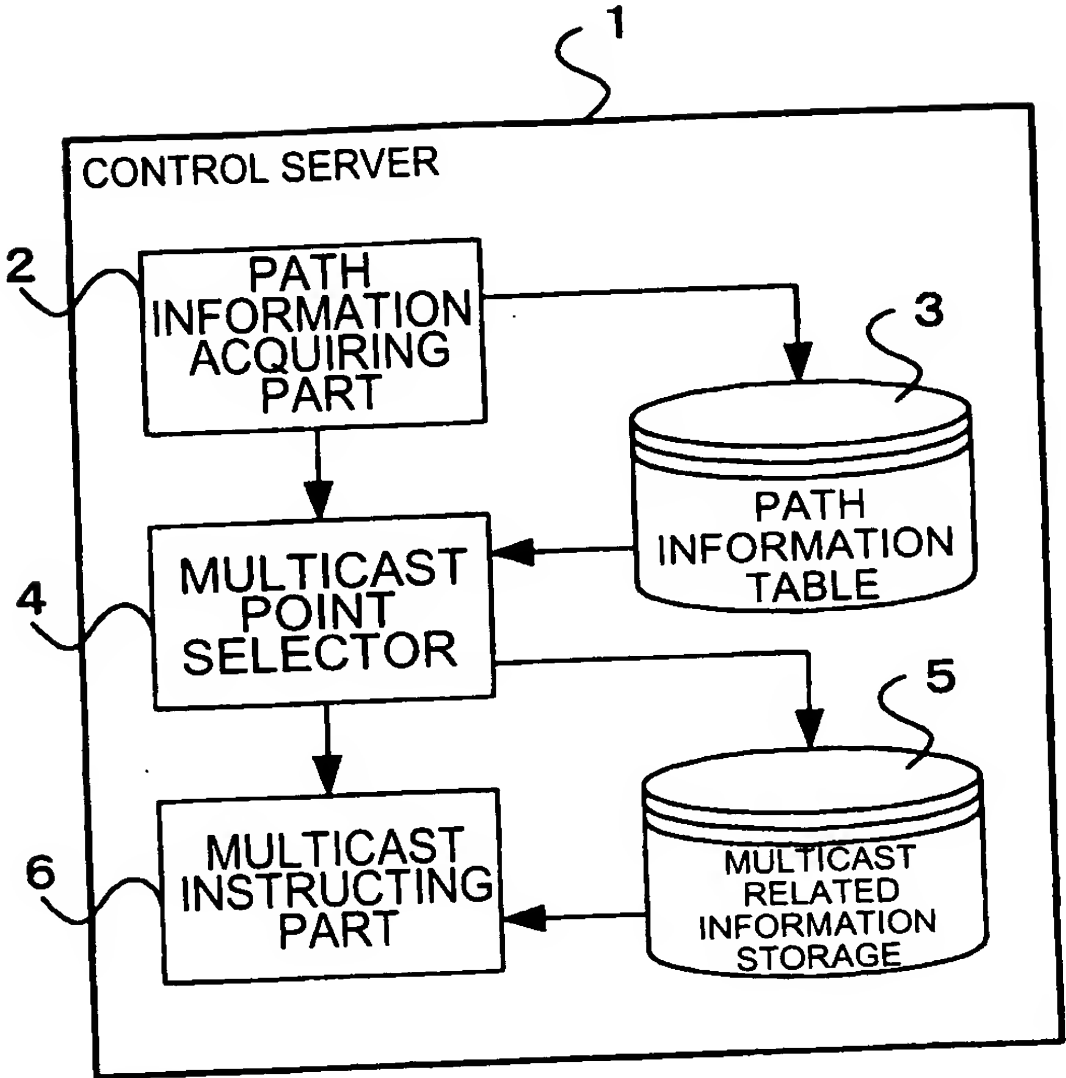 1
CONTROL SERVER
2
PATH
INFORMATION
ACQUIRING
PART
3
PATH
INFORMATION
TABLE
4
MULTICAST
POINT
SELECTOR
5
MULTICAST
RELATED
INFORMATION
STORAGE
6
MULTICAST
INSTRUCTING
PART